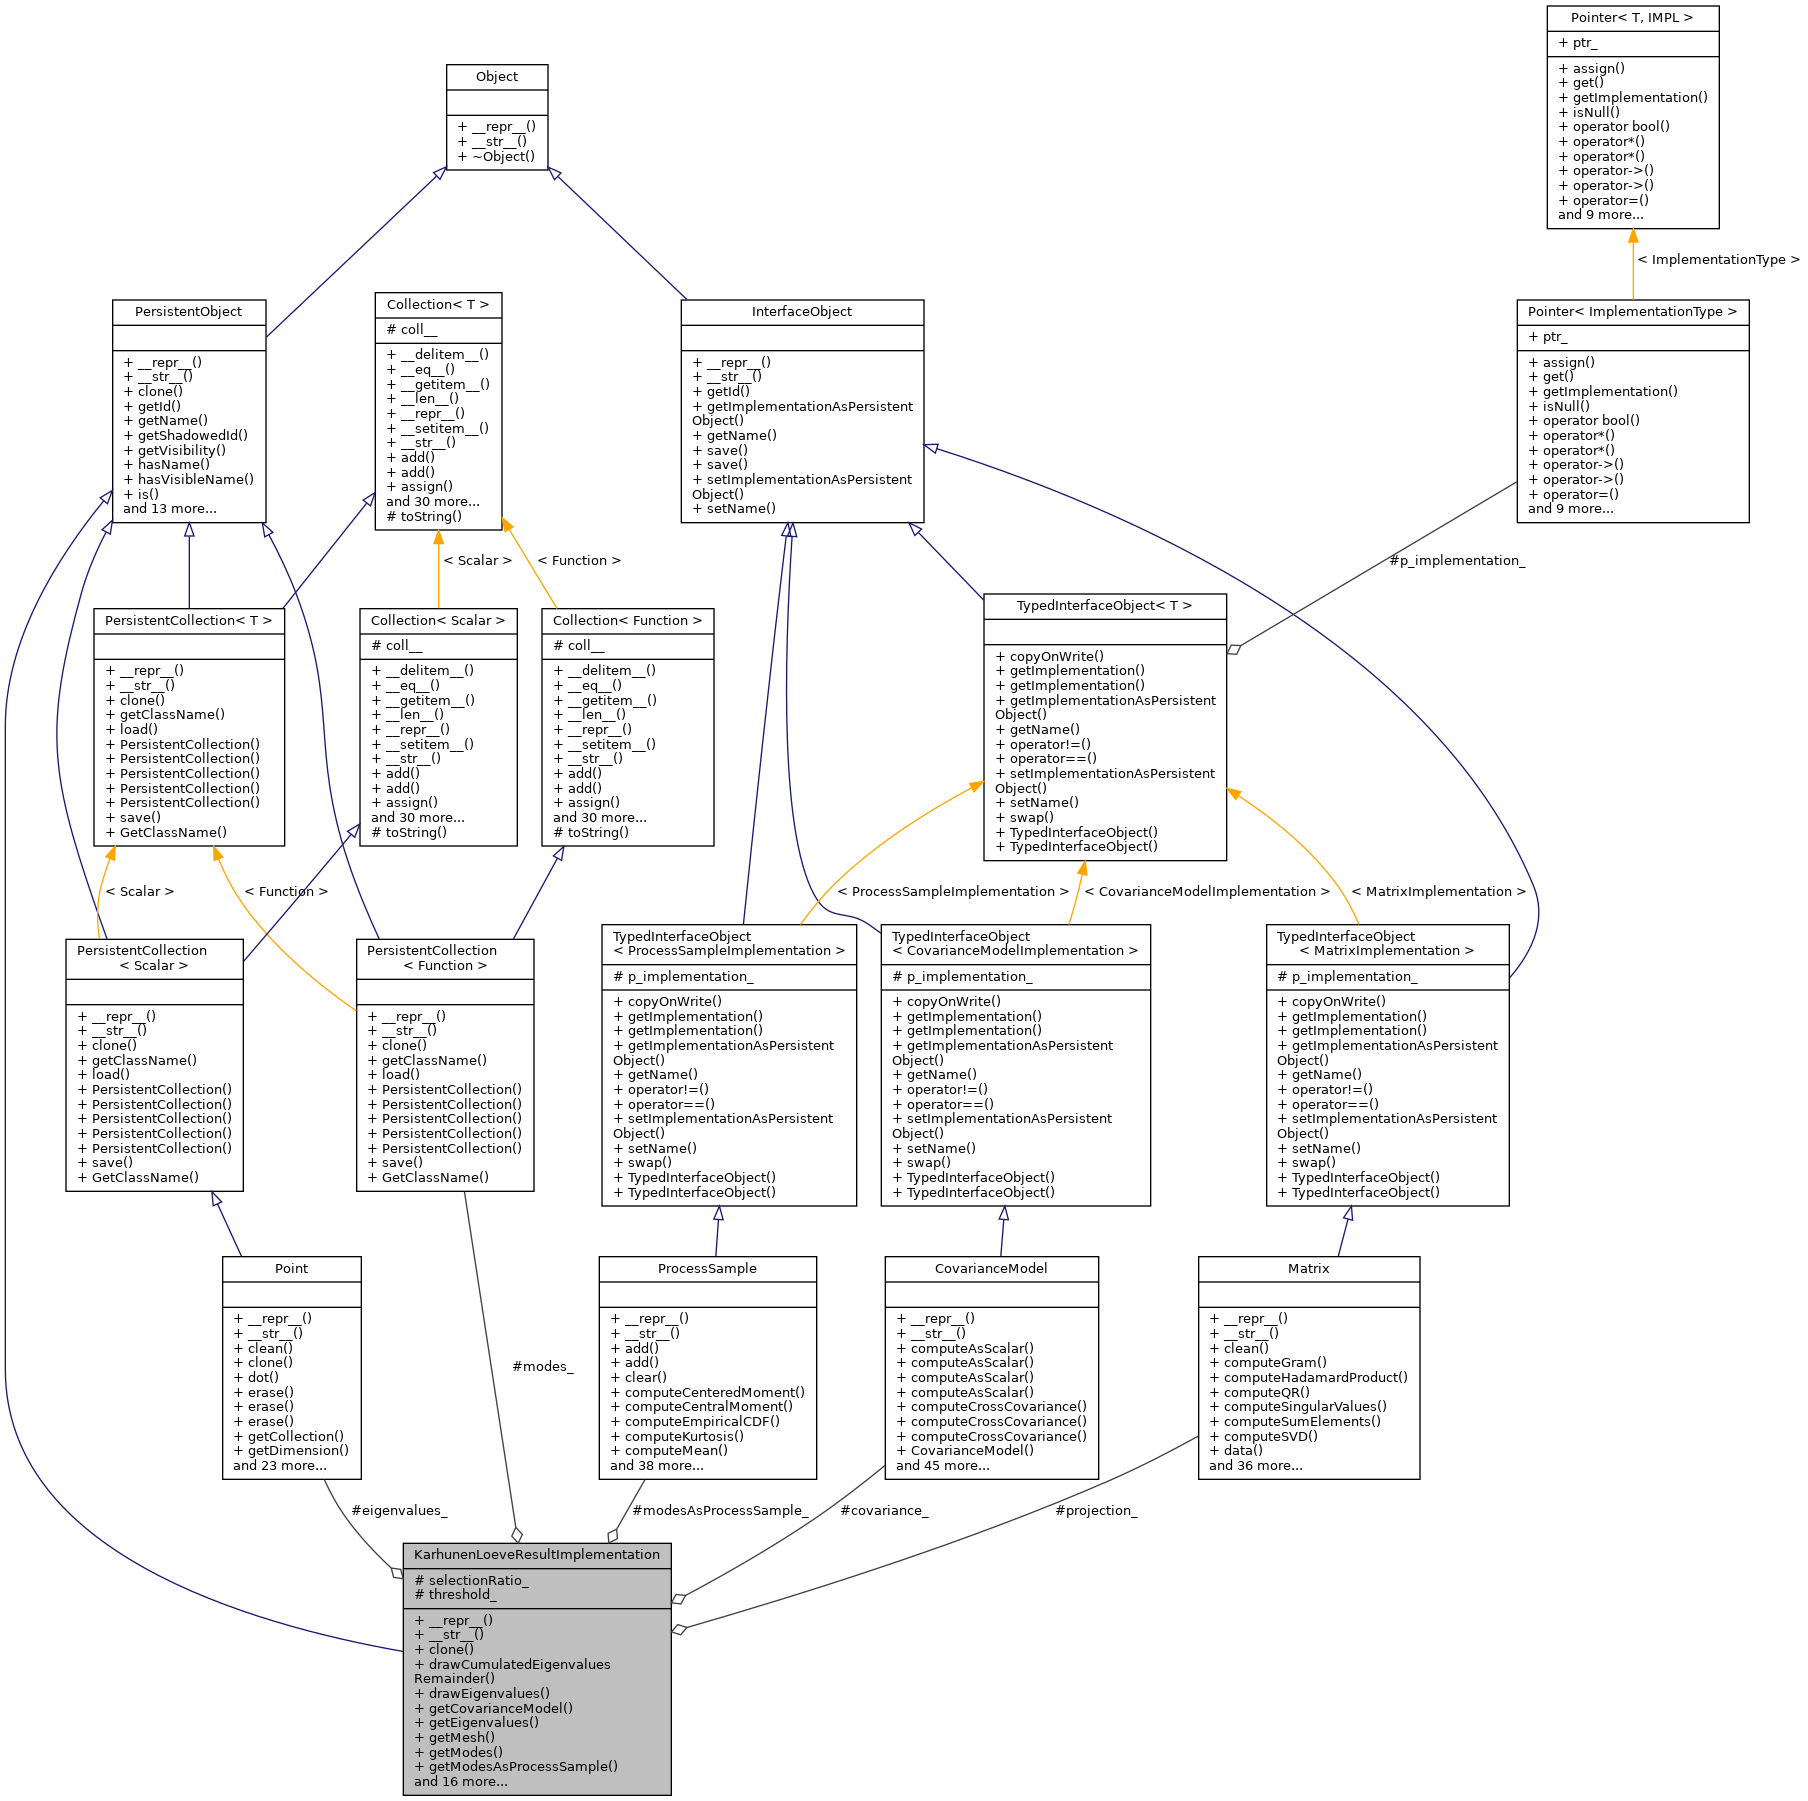 Pointer< T, IMPL >
+ ptr_
+ assign()
+ get()
+ getImplementation()
+ isNull()
+ operator bool()
+ operator*()
+ operator*()
+ operator->()
+ operator->()
+ operator=()
and 9 more...
Object
+ __repr__()
+ __str__()
+ ~Object()
< ImplementationType >
PersistentObject
+ __repr__()
+ __str__()
+ clone()
+ getId()
+ getName()
+ getShadowedId()
+ getVisibility()
+ hasName()
+ hasVisibleName()
+ is()
and 13 more...
Collection< T >
# coll__
+ __delitem__()
+ __eq__()
+ __getitem__()
+ __len__()
+ __repr__()
+ __setitem__()
+ __str__()
+ add()
+ add()
+ assign()
and 30 more...
# toString()
InterfaceObject
+ __repr__()
+ __str__()
+ getId()
+ getImplementationAsPersistent
Object()
+ getName()
+ save()
+ save()
+ setImplementationAsPersistent
Object()
+ setName()
Pointer< ImplementationType >
+ ptr_
+ assign()
+ get()
+ getImplementation()
+ isNull()
+ operator bool()
+ operator*()
+ operator*()
+ operator->()
+ operator->()
+ operator=()
and 9 more...
< Scalar >
< Function >
#p_implementation_
PersistentCollection< T >
+ __repr__()
+ __str__()
+ clone()
+ getClassName()
+ load()
+ PersistentCollection()
+ PersistentCollection()
+ PersistentCollection()
+ PersistentCollection()
+ PersistentCollection()
+ save()
+ GetClassName()
Collection< Scalar >
# coll__
+ __delitem__()
+ __eq__()
+ __getitem__()
+ __len__()
+ __repr__()
+ __setitem__()
+ __str__()
+ add()
+ add()
+ assign()
and 30 more...
# toString()
Collection< Function >
# coll__
+ __delitem__()
+ __eq__()
+ __getitem__()
+ __len__()
+ __repr__()
+ __setitem__()
+ __str__()
+ add()
+ add()
+ assign()
and 30 more...
# toString()
TypedInterfaceObject< T >
+ copyOnWrite()
+ getImplementation()
+ getImplementation()
+ getImplementationAsPersistent
Object()
+ getName()
+ operator!=()
+ operator==()
+ setImplementationAsPersistent
Object()
+ setName()
+ swap()
+ TypedInterfaceObject()
+ TypedInterfaceObject()
< Scalar >
< Function >
< ProcessSampleImplementation >
< CovarianceModelImplementation >
< MatrixImplementation >
PersistentCollection
< Scalar >
+ __repr__()
+ __str__()
+ clone()
+ getClassName()
+ load()
+ PersistentCollection()
+ PersistentCollection()
+ PersistentCollection()
+ PersistentCollection()
+ PersistentCollection()
+ save()
+ GetClassName()
PersistentCollection
< Function >
+ __repr__()
+ __str__()
+ clone()
+ getClassName()
+ load()
+ PersistentCollection()
+ PersistentCollection()
+ PersistentCollection()
+ PersistentCollection()
+ PersistentCollection()
+ save()
+ GetClassName()
TypedInterfaceObject
< ProcessSampleImplementation >
# p_implementation_
+ copyOnWrite()
+ getImplementation()
+ getImplementation()
+ getImplementationAsPersistent
Object()
+ getName()
+ operator!=()
+ operator==()
+ setImplementationAsPersistent
Object()
+ setName()
+ swap()
+ TypedInterfaceObject()
+ TypedInterfaceObject()
TypedInterfaceObject
< CovarianceModelImplementation >
# p_implementation_
+ copyOnWrite()
+ getImplementation()
+ getImplementation()
+ getImplementationAsPersistent
Object()
+ getName()
+ operator!=()
+ operator==()
+ setImplementationAsPersistent
Object()
+ setName()
+ swap()
+ TypedInterfaceObject()
+ TypedInterfaceObject()
TypedInterfaceObject
< MatrixImplementation >
# p_implementation_
+ copyOnWrite()
+ getImplementation()
+ getImplementation()
+ getImplementationAsPersistent
Object()
+ getName()
+ operator!=()
+ operator==()
+ setImplementationAsPersistent
Object()
+ setName()
+ swap()
+ TypedInterfaceObject()
+ TypedInterfaceObject()
Point
+ __repr__()
+ __str__()
+ clean()
+ clone()
+ dot()
+ erase()
+ erase()
+ erase()
+ getCollection()
+ getDimension()
and 23 more...
#modes_
ProcessSample
+ __repr__()
+ __str__()
+ add()
+ add()
+ clear()
+ computeCenteredMoment()
+ computeCentralMoment()
+ computeEmpiricalCDF()
+ computeKurtosis()
+ computeMean()
and 38 more...
CovarianceModel
+ __repr__()
+ __str__()
+ computeAsScalar()
+ computeAsScalar()
+ computeAsScalar()
+ computeAsScalar()
+ computeCrossCovariance()
+ computeCrossCovariance()
+ computeCrossCovariance()
+ CovarianceModel()
and 45 more...
Matrix
+ __repr__()
+ __str__()
+ clean()
+ computeGram()
+ computeHadamardProduct()
+ computeQR()
+ computeSingularValues()
+ computeSumElements()
+ computeSVD()
+ data()
and 36 more...
#eigenvalues_
#modesAsProcessSample_
#covariance_
#projection_
KarhunenLoeveResultImplementation
# selectionRatio_
# threshold_
+ __repr__()
+ __str__()
+ clone()
+ drawCumulatedEigenvalues
Remainder()
+ drawEigenvalues()
+ getCovarianceModel()
+ getEigenvalues()
+ getMesh()
+ getModes()
+ getModesAsProcessSample()
and 16 more...